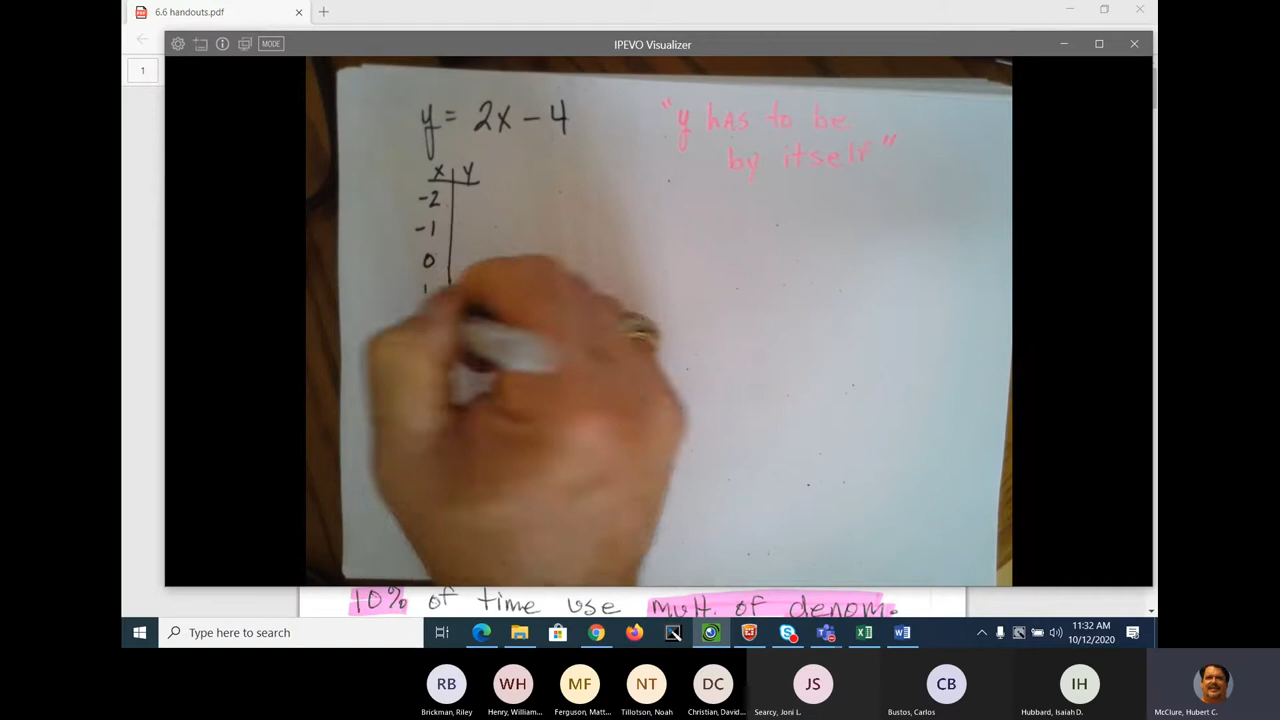 6.6 handouts.pdf
MODE
IPEVO Visualizer
1
y = 2x - 4
"y hAs to be
by itself"
x y
-2
-1
0
1
10% of time use mult. of denom.
Type here to search
11:32 AM
10/12/2020
RB
WH
MF
NT
DC
JS
CB
IH
Brickman, Riley
Henry, William...
Ferguson, Matt...
Tillotson, Noah
Christian, David...
Searcy, Joni L.
Bustos, Carlos
Hubbard, Isaiah D.
McClure, Hubert C.